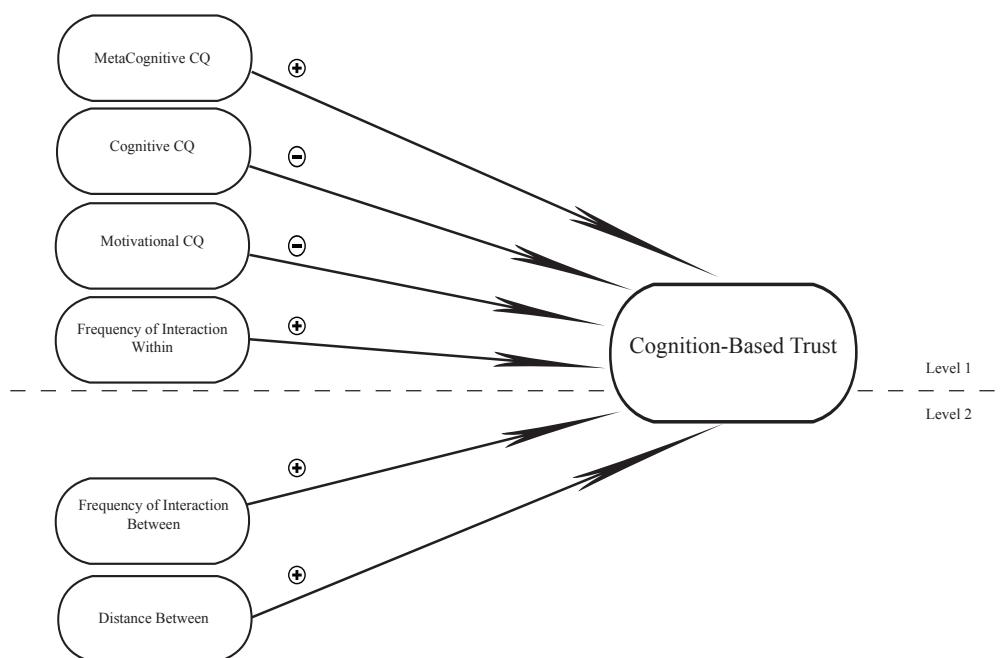 MetaCognitive CQ
Cognitive CQ
Motivational CQ
Frequency of Interaction
Within
Cognition-Based Trust
Level 1
Level 2
Frequency of Interaction
Between
Distance Between